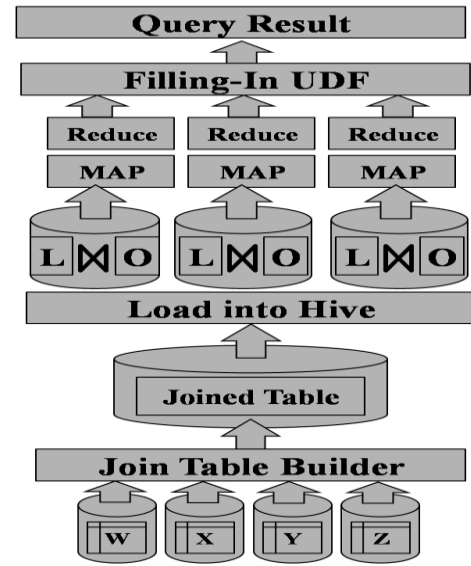 Query Result
Filling-In UDF
Reduce Reduce Reduce
MAP MAP MAP
L ⋈ O L ⋈ O L ⋈ O
Load into Hive
Joined Table
Join Table Builder
W X Y Z